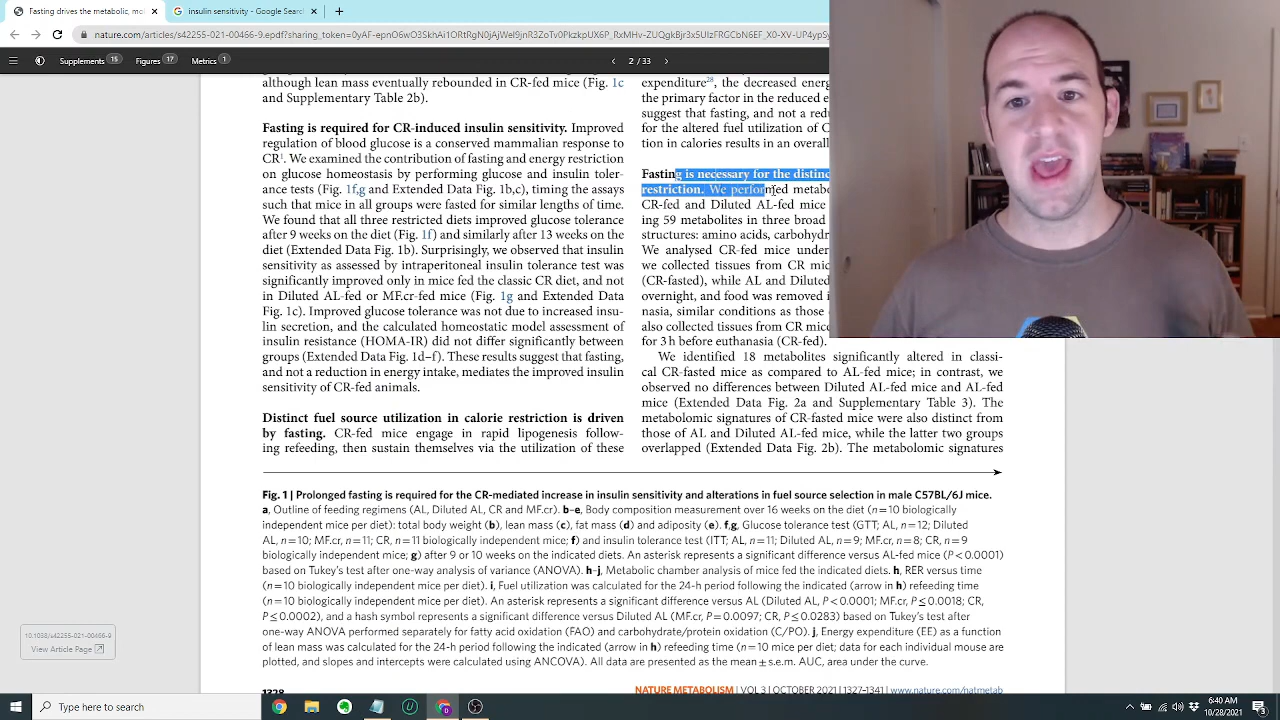 Fasting drives the metabolic, mol
insulin sensitivity - Google Search
nature.com/articles/s42255-021-00466-9.epdf?sharing_token=
Supplements 15
Figures 17
Metrics 1
2 / 33
although lean mass eventually rebounded in CR-fed mice (Fig. 1c
and Supplementary Table 2b).
Fasting is required for CR-induced insulin sensitivity. Improved
regulation of blood glucose is a conserved mammalian response to
CR1. We examined the contribution of fasting and energy restriction
on glucose homeostasis by performing glucose and insulin toler-
ance tests (Fig. 1f,g and Extended Data Fig. 1b,c), timing the assays
such that mice in all groups were fasted for similar lengths of time.
We found that all three restricted diets improved glucose tolerance
after 9 weeks on the diet (Fig. 1f) and similarly after 13 weeks on the
diet (Extended Data Fig. 1b). Surprisingly, we observed that insulin
sensitivity as assessed by intraperitoneal insulin tolerance test was
significantly improved only in mice fed the classic CR diet, and not
in Diluted AL-fed or MF.cr-fed mice (Fig. 1g and Extended Data
Fig. 1c). Improved glucose tolerance was not due to increased insu-
lin secretion, and the calculated homeostatic model assessment of
insulin resistance (HOMA-IR) did not differ significantly between
groups (Extended Data Fig. 1d–f). These results suggest that fasting,
and not a reduction in energy intake, mediates the improved insulin
sensitivity of CR-fed animals.
Distinct fuel source utilization in calorie restriction is driven
by fasting. CR-fed mice engage in rapid lipogenesis follow-
ing refeeding, then sustain themselves via the utilization of these
expenditure28, the decreased energ
the primary factor in the reduced e
suggest that fasting, and not a redu
for the altered fuel utilization of C
tion in calories results in an overall
Fasting is necessary for the distinc
restriction. We performed metabo
CR-fed and Diluted AL-fed mice
ing 59 metabolites in three broad
structures: amino acids, carbohydr
We analysed CR-fed mice under
we collected tissues from CR mic
(CR-fasted), while AL and Diluted
overnight, and food was removed i
nasia, similar conditions as those
also collected tissues from CR mice
for 3 h before euthanasia (CR-fed).
We identified 18 metabolites significantly altered in classi-
cal CR-fasted mice as compared to AL-fed mice; in contrast, we
observed no differences between Diluted AL-fed mice and AL-fed
mice (Extended Data Fig. 2a and Supplementary Table 3). The
metabolomic signatures of CR-fasted mice were also distinct from
those of AL and Diluted AL-fed mice, while the latter two groups
overlapped (Extended Data Fig. 2b). The metabolomic signatures
Fig. 1 | Prolonged fasting is required for the CR-mediated increase in insulin sensitivity and alterations in fuel source selection in male C57BL/6J mice.
a, Outline of feeding regimens (AL, Diluted AL, CR and MF.cr). b–e, Body composition measurement over 16 weeks on the diet (n=10 biologically
independent mice per diet): total body weight (b), lean mass (c), fat mass (d) and adiposity (e). f,g, Glucose tolerance test (GTT; AL, n=12; Diluted
AL, n=10; MF.cr, n=11; CR, n=11 biologically independent mice; f) and insulin tolerance test (ITT; AL, n=11; Diluted AL, n=9; MF.cr, n=8; CR, n=9
biologically independent mice; g) after 9 or 10 weeks on the indicated diets. An asterisk represents a significant difference versus AL-fed mice (P<0.0001)
based on Tukey's test after one-way analysis of variance (ANOVA). h–j, Metabolic chamber analysis of mice fed the indicated diets. h, RER versus time
(n=10 biologically independent mice per diet). i, Fuel utilization was calculated for the 24-h period following the indicated (arrow in h) refeeding time
(n=10 biologically independent mice per diet). An asterisk represents a significant difference versus AL (Diluted AL, P<0.0001; MF.cr, P≤0.0018; CR,
P≤0.0002), and a hash symbol represents a significant difference versus Diluted AL (MF.cr, P=0.0097; CR, P≤0.0283) based on Tukey's test after
one-way ANOVA performed separately for fatty acid oxidation (FAO) and carbohydrate/protein oxidation (C/PO). j, Energy expenditure (EE) as a function
of lean mass was calculated for the 24-h period following the indicated (arrow in h) refeeding time (n=10 mice per diet; data for each individual mouse are
plotted, and slopes and intercepts were calculated using ANCOVA). All data are presented as the mean±s.e.m. AUC, area under the curve.
10.1038/s42255-021-00466-9
View Article Page
1328
NATURE METABOLISM | VOL 3 | OCTOBER 2021 | 1327–1341 | www.nature.com/natmetab
Type here to search
6:40 AM
10/28/2021